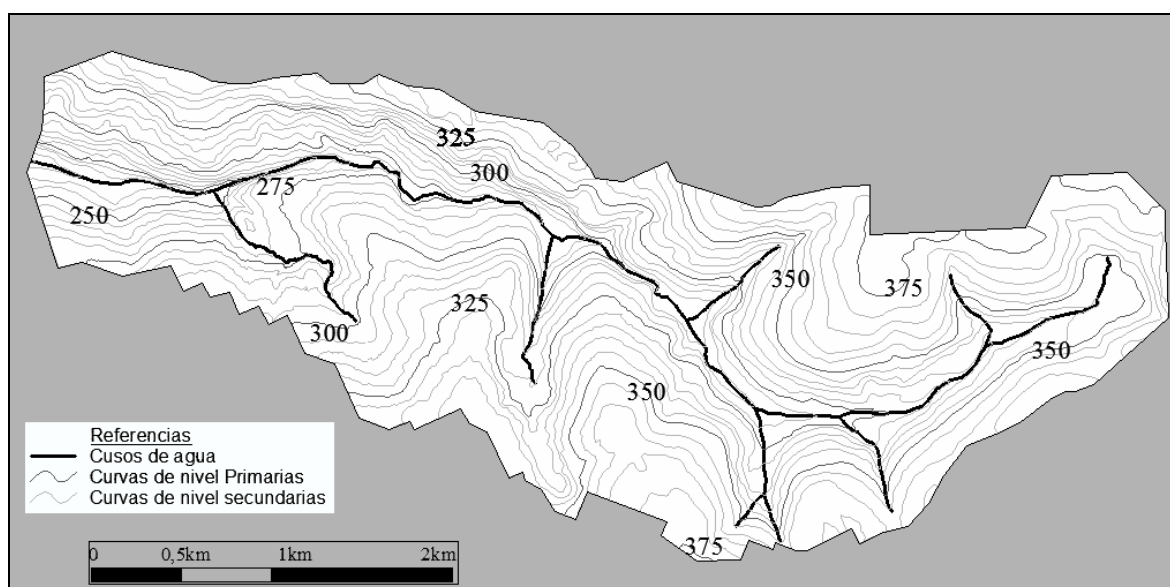 325
300
275
250
350
375
325
300
350
350
375
Referencias
Cusos de agua
Curvas de nivel Primarias
Curvas de nivel secundarias
0 0,5km 1km 2km